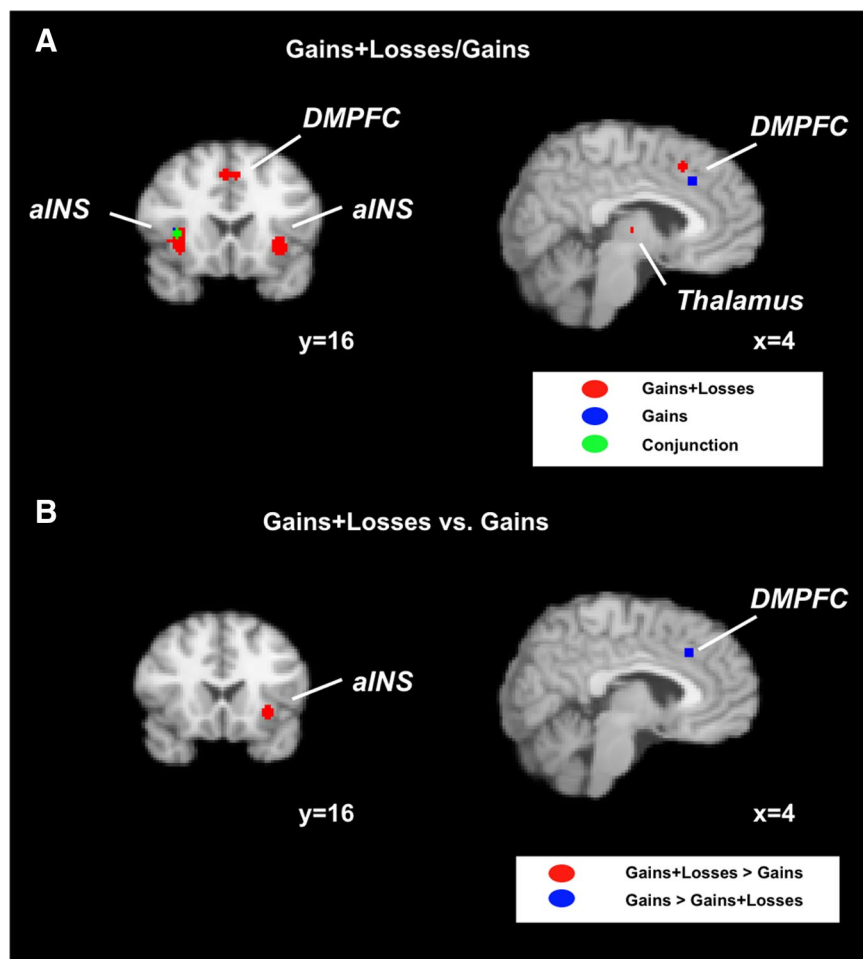 A
Gains+Losses/Gains
DMPFC
DMPFC
aINS
aINS
Thalamus
y=16
x=4
Gains+Losses
Gains
Conjunction
B
Gains+Losses vs. Gains
DMPFC
aINS
y=16
x=4
Gains+Losses > Gains
Gains > Gains+Losses